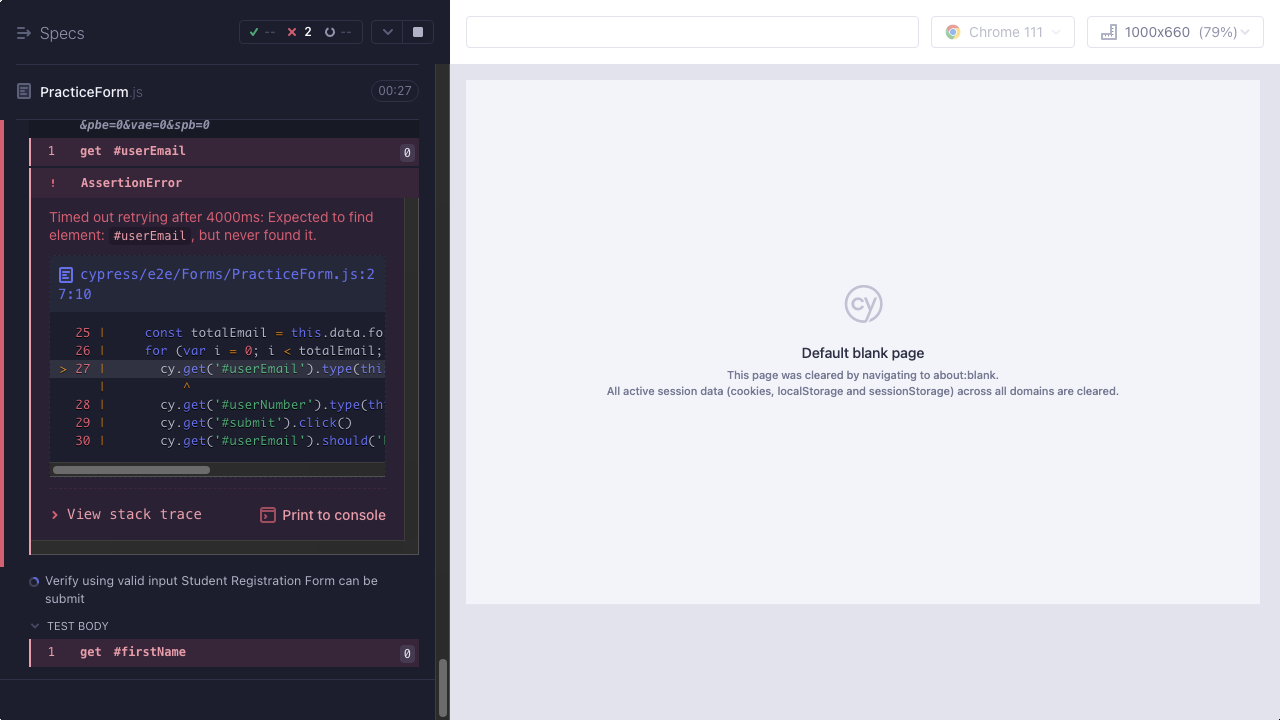 Specs
--
2
--
Chrome 111
1000x660 (79%)
PracticeForm.js
00:27
&pbe=0&vae=0&spb=0
1 get #userEmail 0
! AssertionError
Timed out retrying after 4000ms: Expected to find
element: #userEmail, but never found it.
cypress/e2e/Forms/PracticeForm.js:2
7:10
25 | const totalEmail = this.data.fo
26 | for (var i = 0; i < totalEmail;
> 27 | cy.get('#userEmail').type(thi
| ^
28 | cy.get('#userNumber').type(th
29 | cy.get('#submit').click()
30 | cy.get('#userEmail').should('
View stack trace
Print to console
Verify using valid input Student Registration Form can be
submit
TEST BODY
1 get #firstName 0
cy
Default blank page
This page was cleared by navigating to about:blank.
All active session data (cookies, localStorage and sessionStorage) across all domains are cleared.